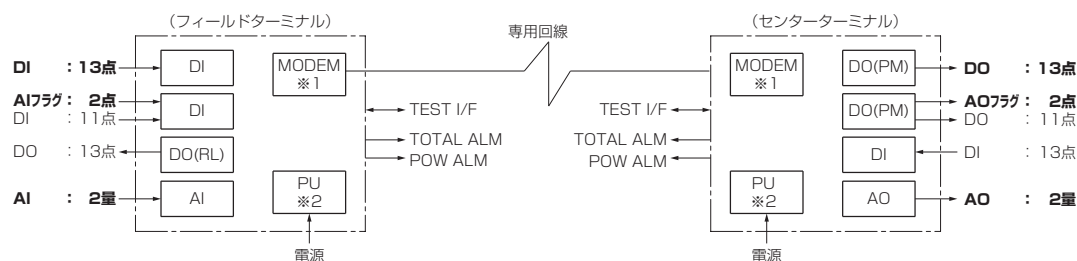 （フィールドターミナル）
DI ：13点
AIフラグ： 2点
DI ：11点
DO ：13点
AI ： 2量
DI
DI
DO(RL)
AI
MODEM
※1
PU
※2
電源
TEST I/F
TOTAL ALM
POW ALM
専用回線
（センターターミナル）
TEST I/F
TOTAL ALM
POW ALM
MODEM
※1
PU
※2
電源
DO(PM)
DO(PM)
DI
AO
DO ：13点
AOフラグ： 2点
DO ：11点
DI ：13点
AO ： 2量